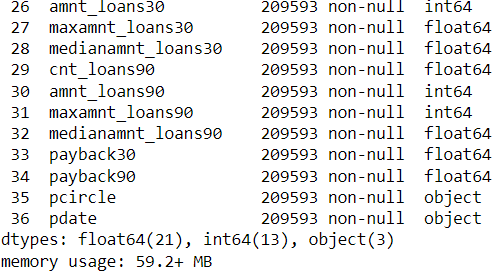 26  amnt_loans30          209593 non-null  int64
27  maxamnt_loans30       209593 non-null  float64
28  medianamnt_loans30    209593 non-null  float64
29  cnt_loans90           209593 non-null  float64
30  amnt_loans90          209593 non-null  int64
31  maxamnt_loans90       209593 non-null  int64
32  medianamnt_loans90    209593 non-null  float64
33  payback30             209593 non-null  float64
34  payback90             209593 non-null  float64
35  pcircle               209593 non-null  object
36  pdate                 209593 non-null  object
dtypes: float64(21), int64(13), object(3)
memory usage: 59.2+ MB